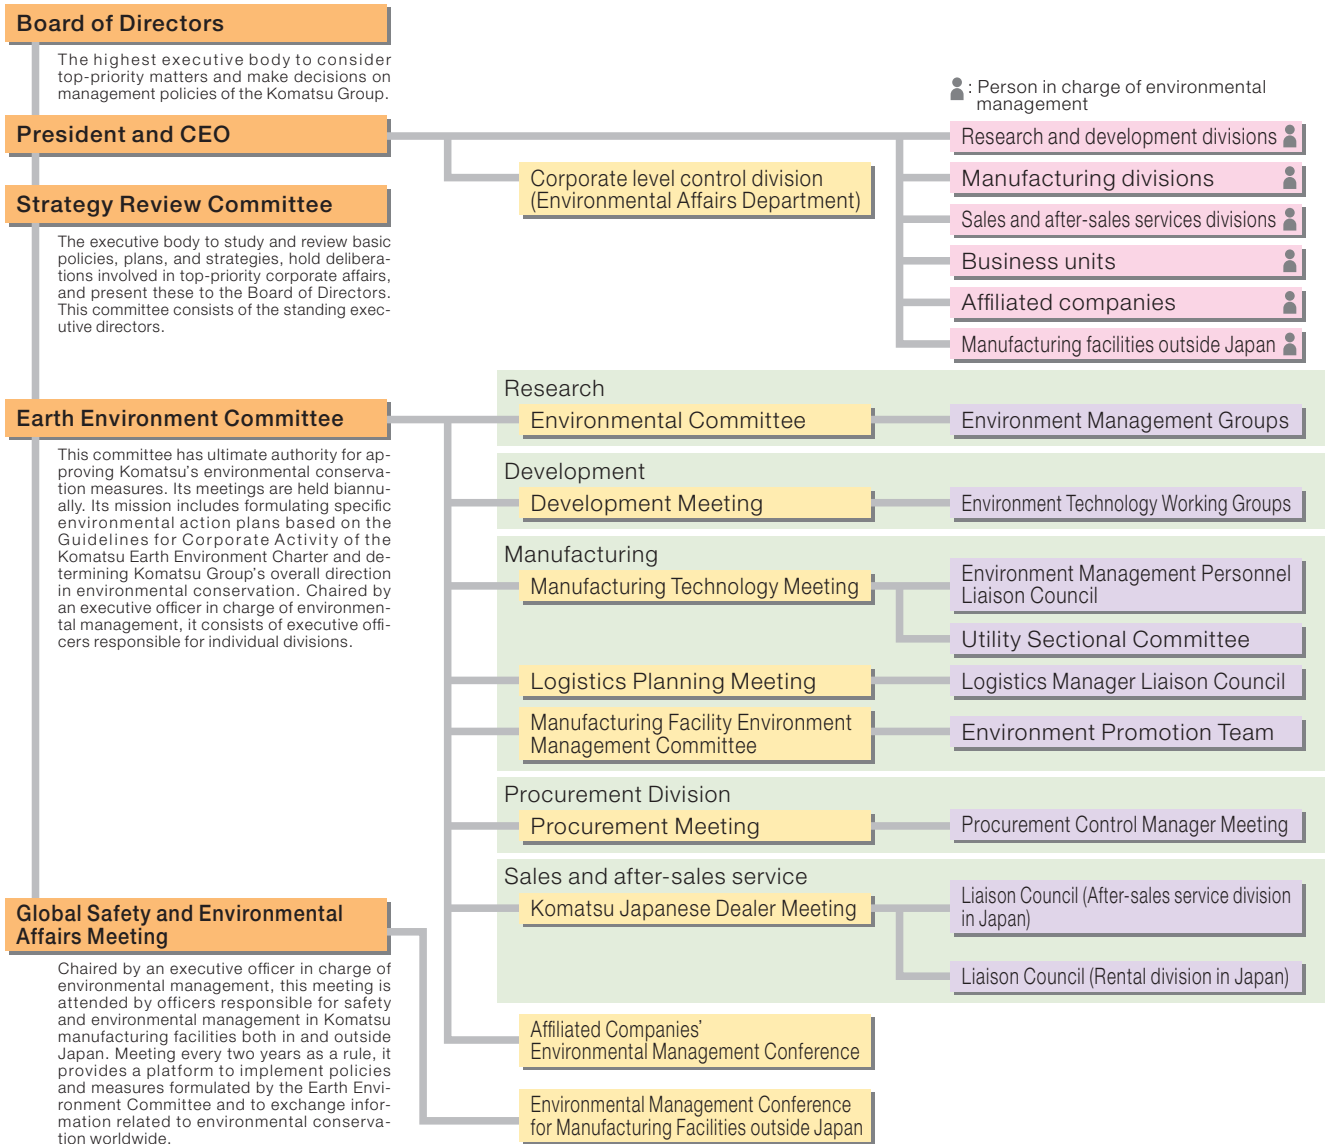 Board of Directors
The highest executive body to consider
top-priority matters and make decisions on
management policies of the Komatsu Group.
President and CEO
Strategy Review Committee
The executive body to study and review basic
policies, plans, and strategies, hold delibera-
tions involved in top-priority corporate affairs,
and present these to the Board of Directors.
This committee consists of the standing exec-
utive directors.
Earth Environment Committee
This committee has ultimate authority for ap-
proving Komatsu's environmental conserva-
tion measures. Its meetings are held biannu-
ally. Its mission includes formulating specific
environmental action plans based on the
Guidelines for Corporate Activity of the
Komatsu Earth Environment Charter and de-
termining Komatsu Group's overall direction
in environmental conservation. Chaired by
an executive officer in charge of environmen-
tal management, it consists of executive offi-
cers responsible for individual divisions.
Global Safety and Environmental
Affairs Meeting
Chaired by an executive officer in charge of
environmental management, this meeting is
attended by officers responsible for safety
and environmental management in Komatsu
manufacturing facilities both in and outside
Japan. Meeting every two years as a rule, it
provides a platform to implement policies
and measures formulated by the Earth Envi-
ronment Committee and to exchange infor-
mation related to environmental conserva-
tion worldwide.
: Person in charge of environmental
management
Corporate level control division
(Environmental Affairs Department)
Research and development divisions
Manufacturing divisions
Sales and after-sales services divisions
Business units
Affiliated companies
Manufacturing facilities outside Japan
Research
Environmental Committee
Environment Management Groups
Development
Development Meeting
Environment Technology Working Groups
Manufacturing
Manufacturing Technology Meeting
Environment Management Personnel
Liaison Council
Utility Sectional Committee
Logistics Planning Meeting
Logistics Manager Liaison Council
Manufacturing Facility Environment
Management Committee
Environment Promotion Team
Procurement Division
Procurement Meeting
Procurement Control Manager Meeting
Sales and after-sales service
Komatsu Japanese Dealer Meeting
Liaison Council (After-sales service division
in Japan)
Liaison Council (Rental division in Japan)
Affiliated Companies'
Environmental Management Conference
Environmental Management Conference
for Manufacturing Facilities outside Japan